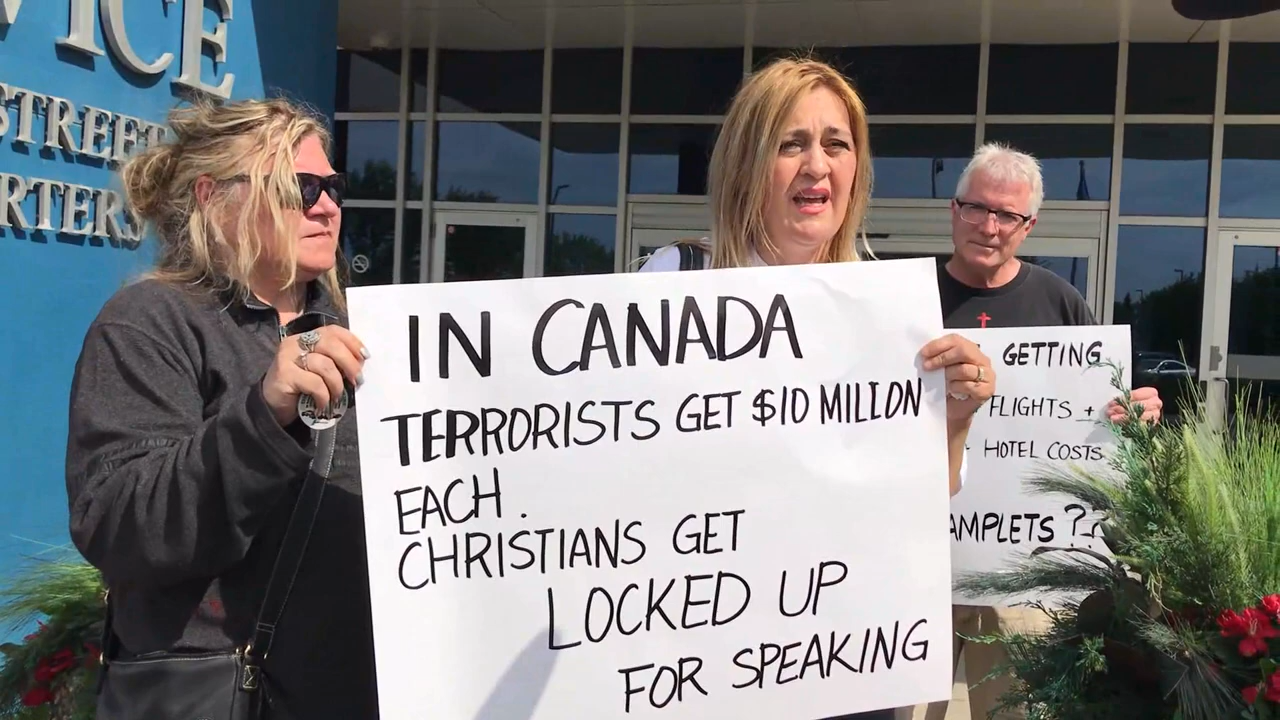 VICE
STREET
RTERS
IN CANADA
TERRORISTS GET $10 MILION
EACH.
CHRISTIANS GET
LOCKED UP
FOR SPEAKING
GETTING
FLIGHTS +
HOTEL COSTS
AMPLETS ??